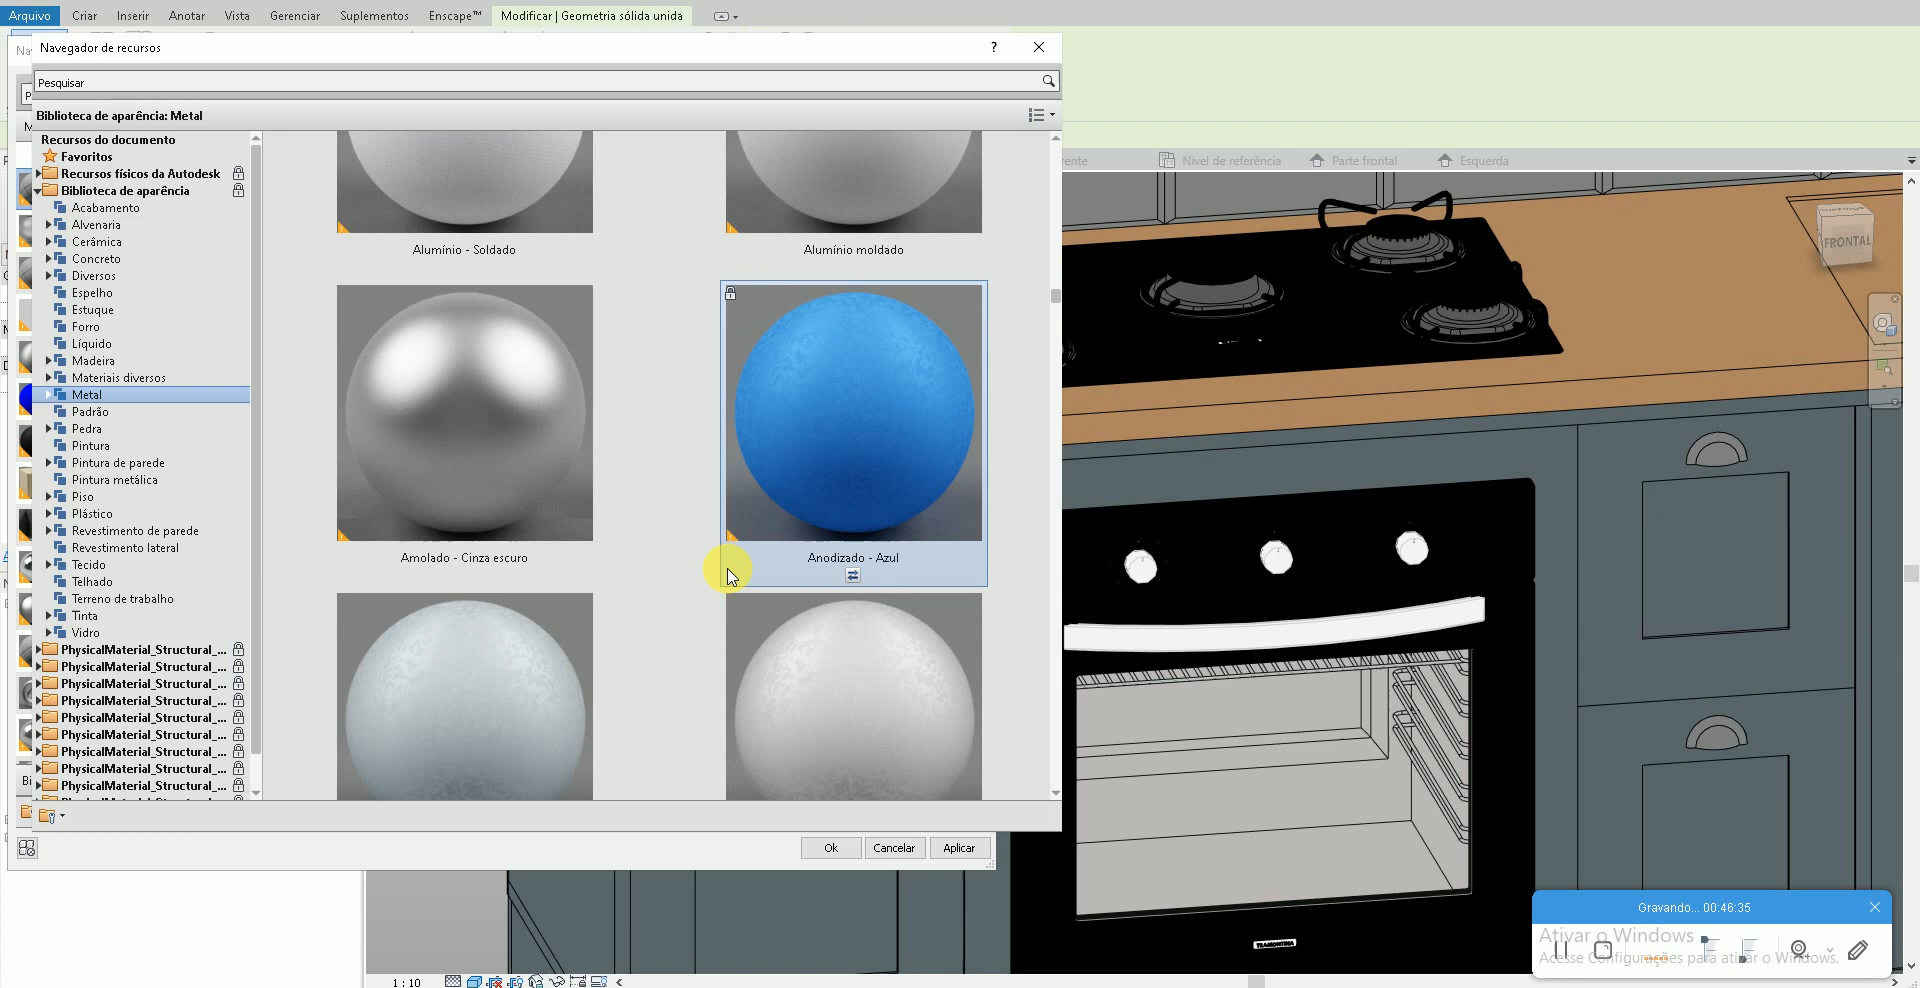 Arquivo Criar Inserir Anotar Vista Gerenciar Suplementos Enscape™ Modificar | Geometria sólida unida
Navegador de recursos
?
Pesquisar
Biblioteca de aparência: Metal
Recursos do documento
Favoritos
Recursos físicos da Autodesk
Biblioteca de aparência
Acabamento
Alvenaria
Cerâmica
Concreto
Diversos
Espelho
Estuque
Forro
Líquido
Madeira
Materiais diversos
Metal
Padrão
Pedra
Pintura
Pintura de parede
Pintura metálica
Piso
Plástico
Revestimento de parede
Revestimento lateral
Tecido
Telhado
Terreno de trabalho
Tinta
Vidro
PhysicalMaterial_Structural_...
PhysicalMaterial_Structural_...
PhysicalMaterial_Structural_...
PhysicalMaterial_Structural_...
PhysicalMaterial_Structural_...
PhysicalMaterial_Structural_...
PhysicalMaterial_Structural_...
PhysicalMaterial_Structural_...
PhysicalMaterial_Structural_...
Alumínio - Soldado
Alumínio moldado
Amolado - Cinza escuro
Anodizado - Azul
Ok Cancelar Aplicar
Nível de referência Parte frontal Esquerda
FRONTAL
TRAMONTINA
Gravando... 00:46:35
Ativar o Windows
Acesse Configurações para ativar o Windows.
1 : 10